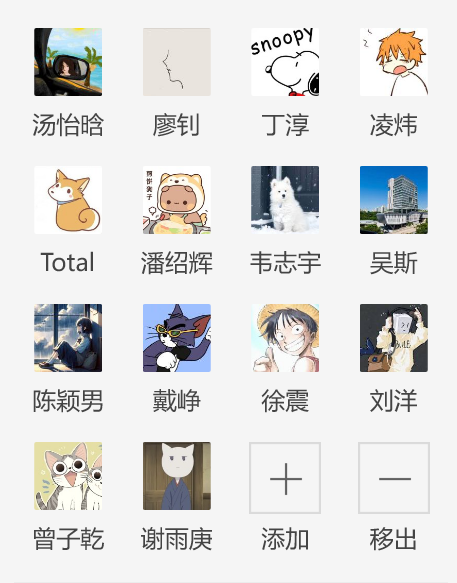 snoopy
汤怡晗 廖钊 丁淳 凌炜
Total 潘绍辉 韦志宇 吴斯
陈颖男 戴峥 徐震 刘洋
曾子乾 谢雨庚 添加 移出